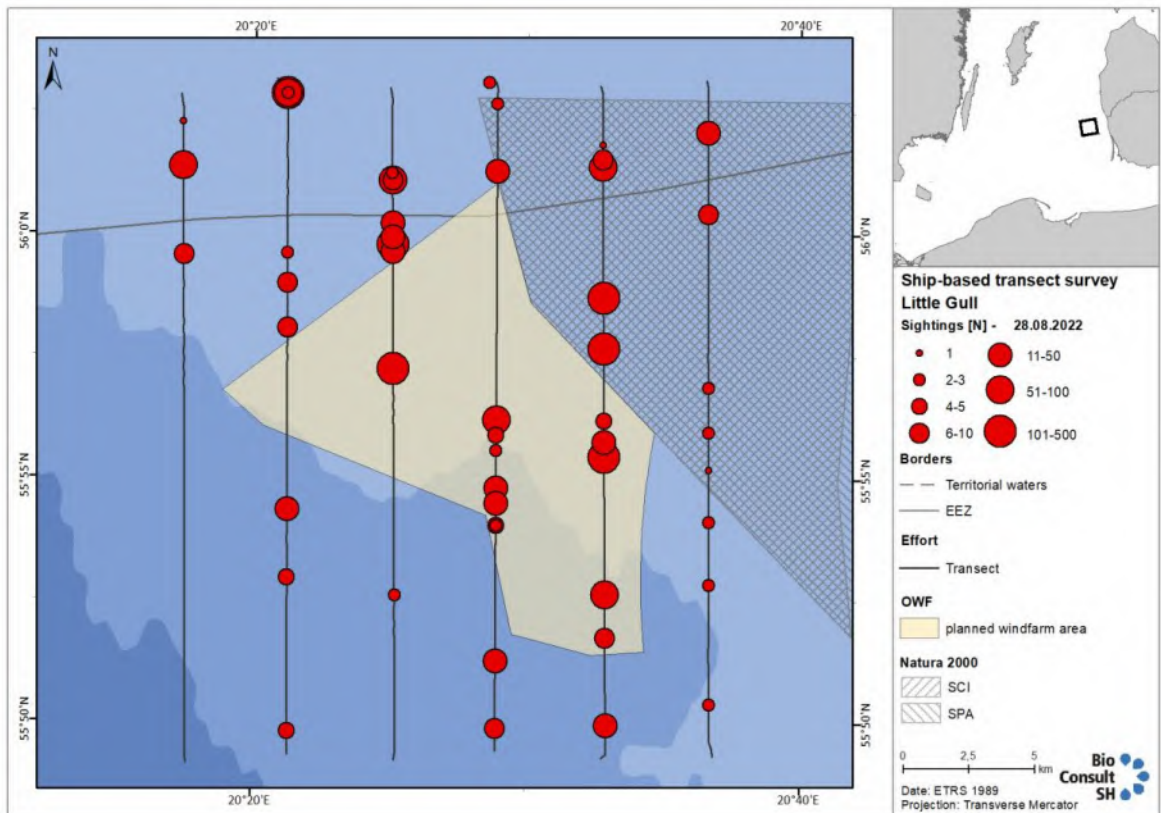 20°20'E
20°40'E
N
56°0'N
56°0'N
55°55'N
55°55'N
55°50'N
55°50'N
20°20'E
20°40'E
Ship-based transect survey
Little Gull
Sightings [N] - 28.08.2022
1
11-50
2-3
51-100
4-5
6-10
101-500
Borders
Territorial waters
EEZ
Effort
Transect
OWF
planned windfarm area
Natura 2000
SCI
SPA
0 2,5 5
km
Date: ETRS 1989
Projection: Transverse Mercator
Bio
Consult
SH